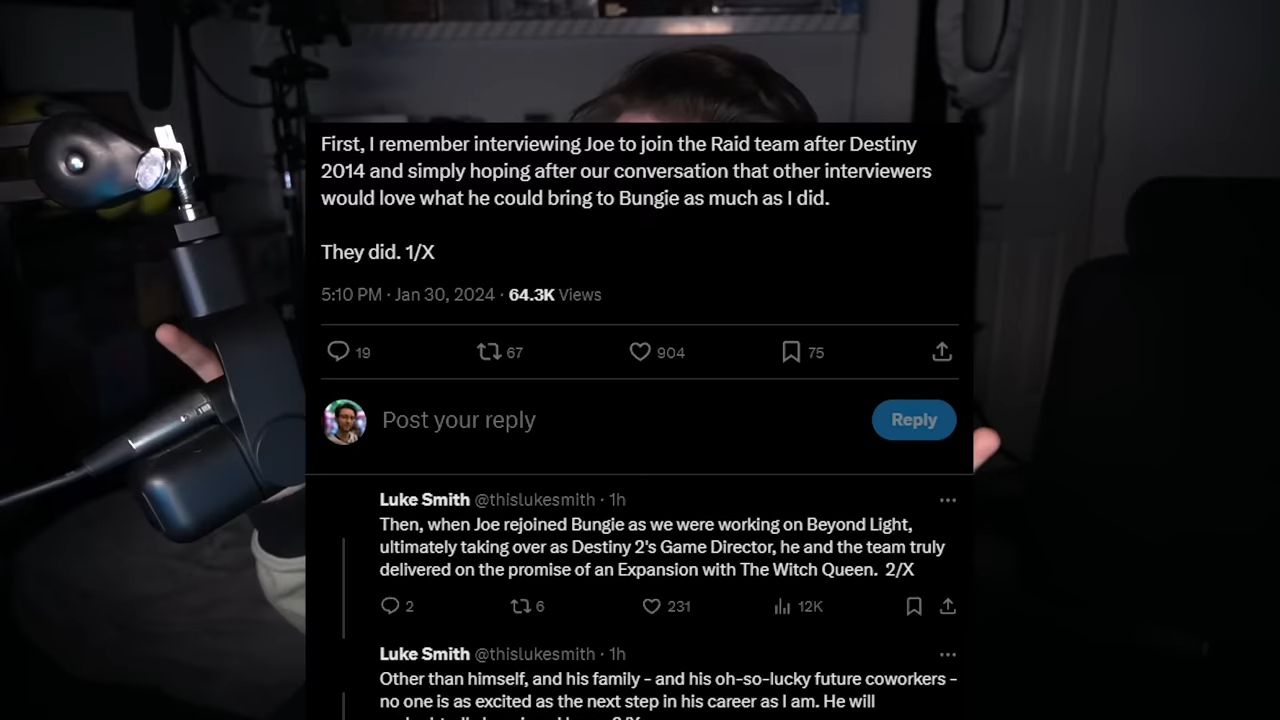 First, I remember interviewing Joe to join the Raid team after Destiny
2014 and simply hoping after our conversation that other interviewers
would love what he could bring to Bungie as much as I did.
They did. 1/X
5:10 PM · Jan 30, 2024 · 64.3K Views
19 67 904 75
Post your reply
Reply
Luke Smith @thislukesmith · 1h
Then, when Joe rejoined Bungie as we were working on Beyond Light,
ultimately taking over as Destiny 2's Game Director, he and the team truly
delivered on the promise of an Expansion with The Witch Queen. 2/X
2 6 231 12K
Luke Smith @thislukesmith · 1h
Other than himself, and his family - and his oh-so-lucky future coworkers -
no one is as excited as the next step in his career as I am. He will